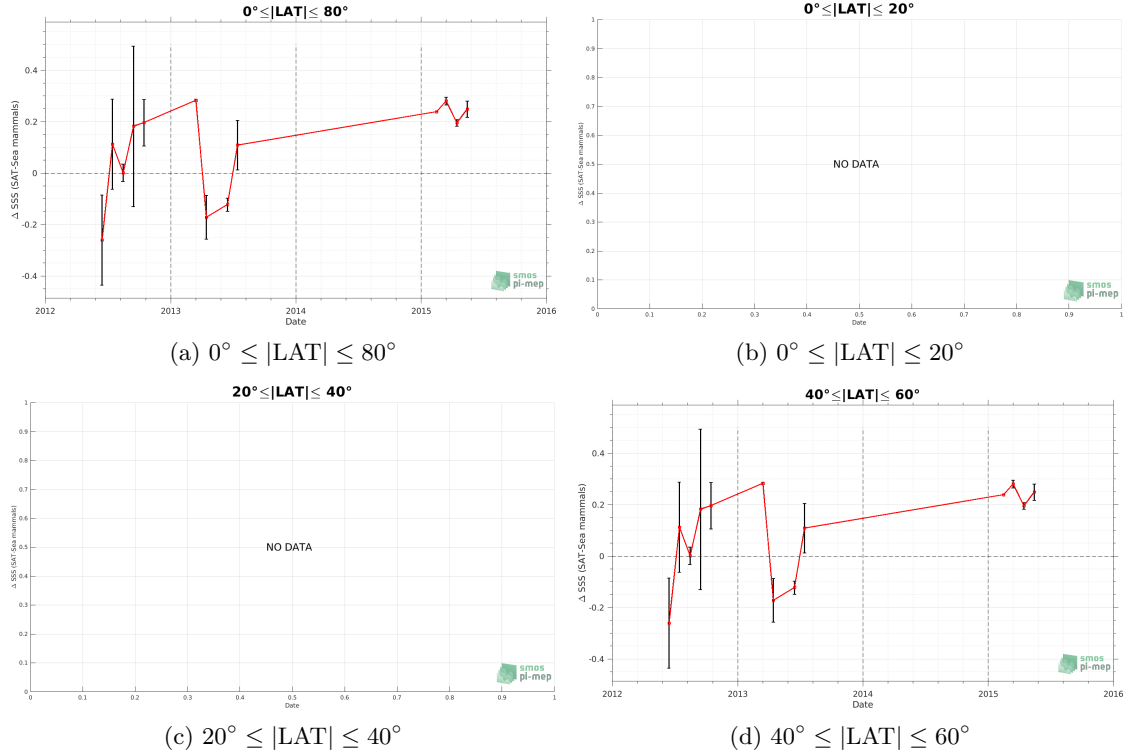 0°≤|LAT|≤ 80°
Δ SSS (SAT-Sea mammals)
0.4
0.2
0
-0.2
-0.4
2012 2013 2014 2015 2016
Date
smos
pi-mep
(a) 0° ≤ |LAT| ≤ 80°
0°≤|LAT|≤ 20°
Δ SSS (SAT-Sea mammals)
1
0.9
0.8
0.7
0.6
0.5
0.4
0.3
0.2
0.1
0
NO DATA
0 0.1 0.2 0.3 0.4 0.5 0.6 0.7 0.8 0.9 1
Date
smos
pi-mep
(b) 0° ≤ |LAT| ≤ 20°
20°≤|LAT|≤ 40°
Δ SSS (SAT-Sea mammals)
1
0.9
0.8
0.7
0.6
0.5
0.4
0.3
0.2
0.1
0
NO DATA
0 0.1 0.2 0.3 0.4 0.5 0.6 0.7 0.8 0.9 1
Date
smos
pi-mep
(c) 20° ≤ |LAT| ≤ 40°
40°≤|LAT|≤ 60°
Δ SSS (SAT-Sea mammals)
0.4
0.2
0
-0.2
-0.4
2012 2013 2014 2015 2016
Date
smos
pi-mep
(d) 40° ≤ |LAT| ≤ 60°